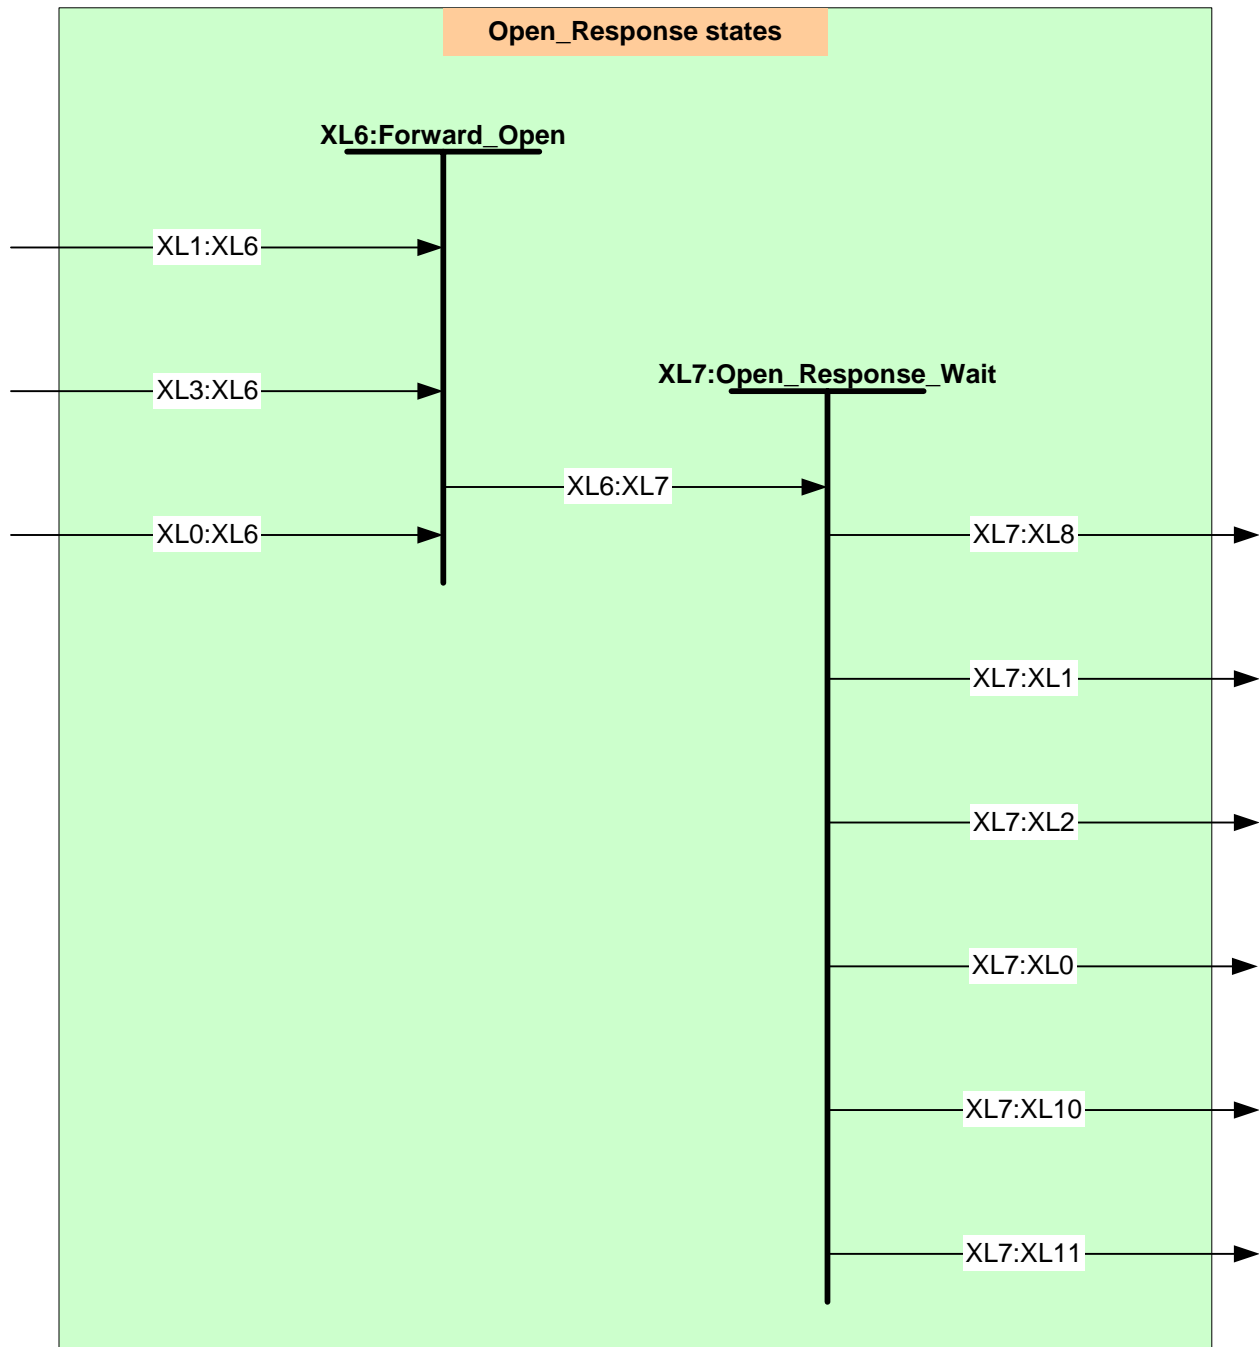 Open_Response states
XL6:Forward_Open
XL1:XL6
XL3:XL6
XL7:Open_Response_Wait
XL6:XL7
XL0:XL6
XL7:XL8
XL7:XL1
XL7:XL2
XL7:XL0
XL7:XL10
XL7:XL11